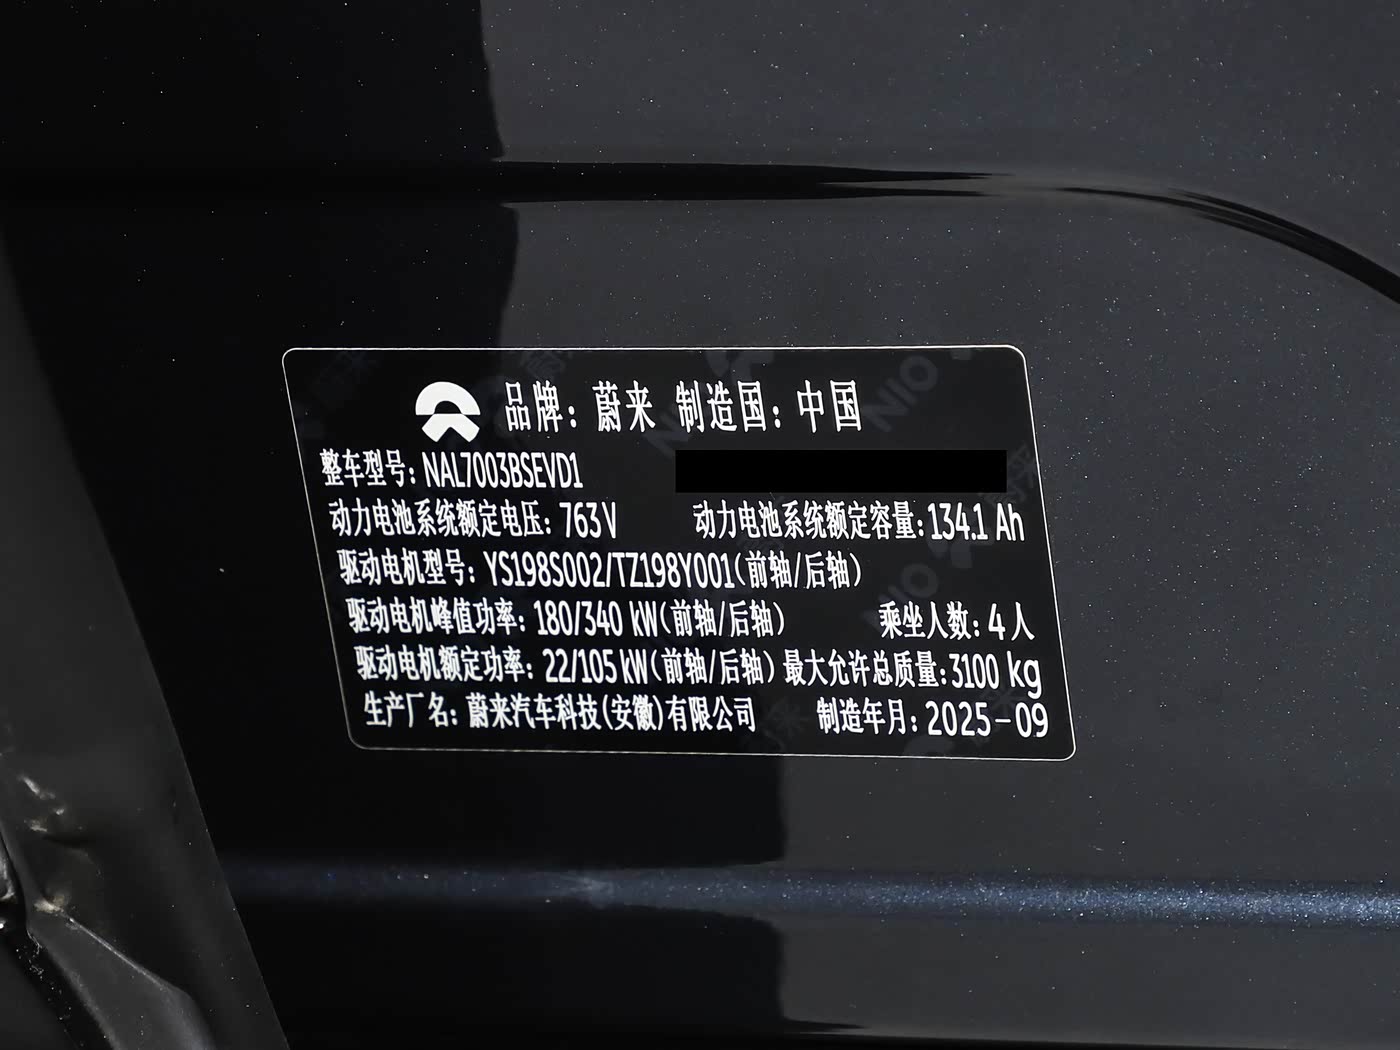 品牌: 蔚来 制造国: 中国
整车型号: NAL7003BSEVD1
动力电池系统额定电压: 763V 动力电池系统额定容量: 134.1 Ah
驱动电机型号: YS198S002/TZ198Y001(前轴/后轴)
驱动电机峰值功率: 180/340 kW(前轴/后轴) 乘坐人数: 4人
驱动电机额定功率: 22/105 kW(前轴/后轴) 最大允许总质量: 3100 kg
生产厂名: 蔚来汽车科技(安徽)有限公司 制造年月: 2025-09